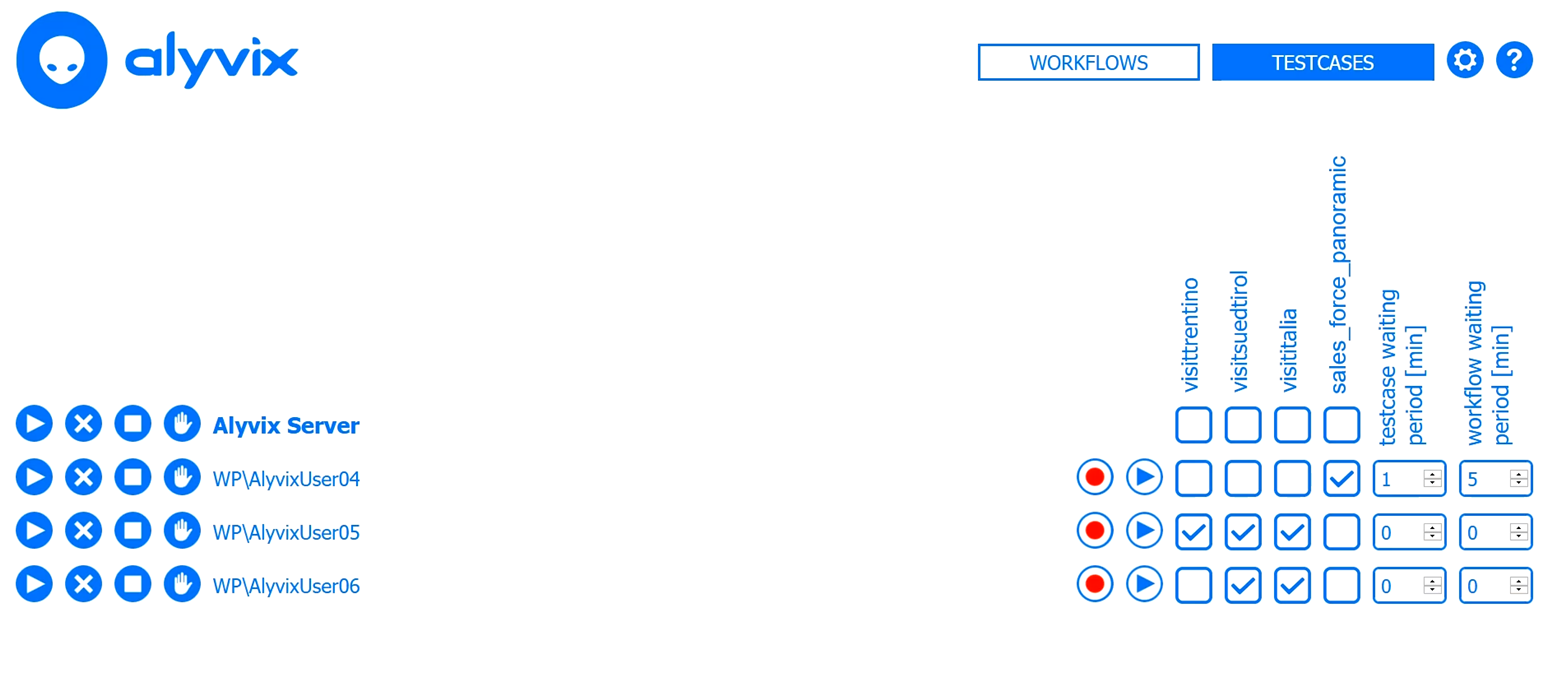 alyvix
WORKFLOWS
TESTCASES
?
visittrentino
visitsuedtirol
visititalia
sales_force_panoramic
testcase waiting
period [min]
workflow waiting
period [min]
Alyvix Server
WP\AlyvixUser04
1
5
WP\AlyvixUser05
0
0
WP\AlyvixUser06
0
0